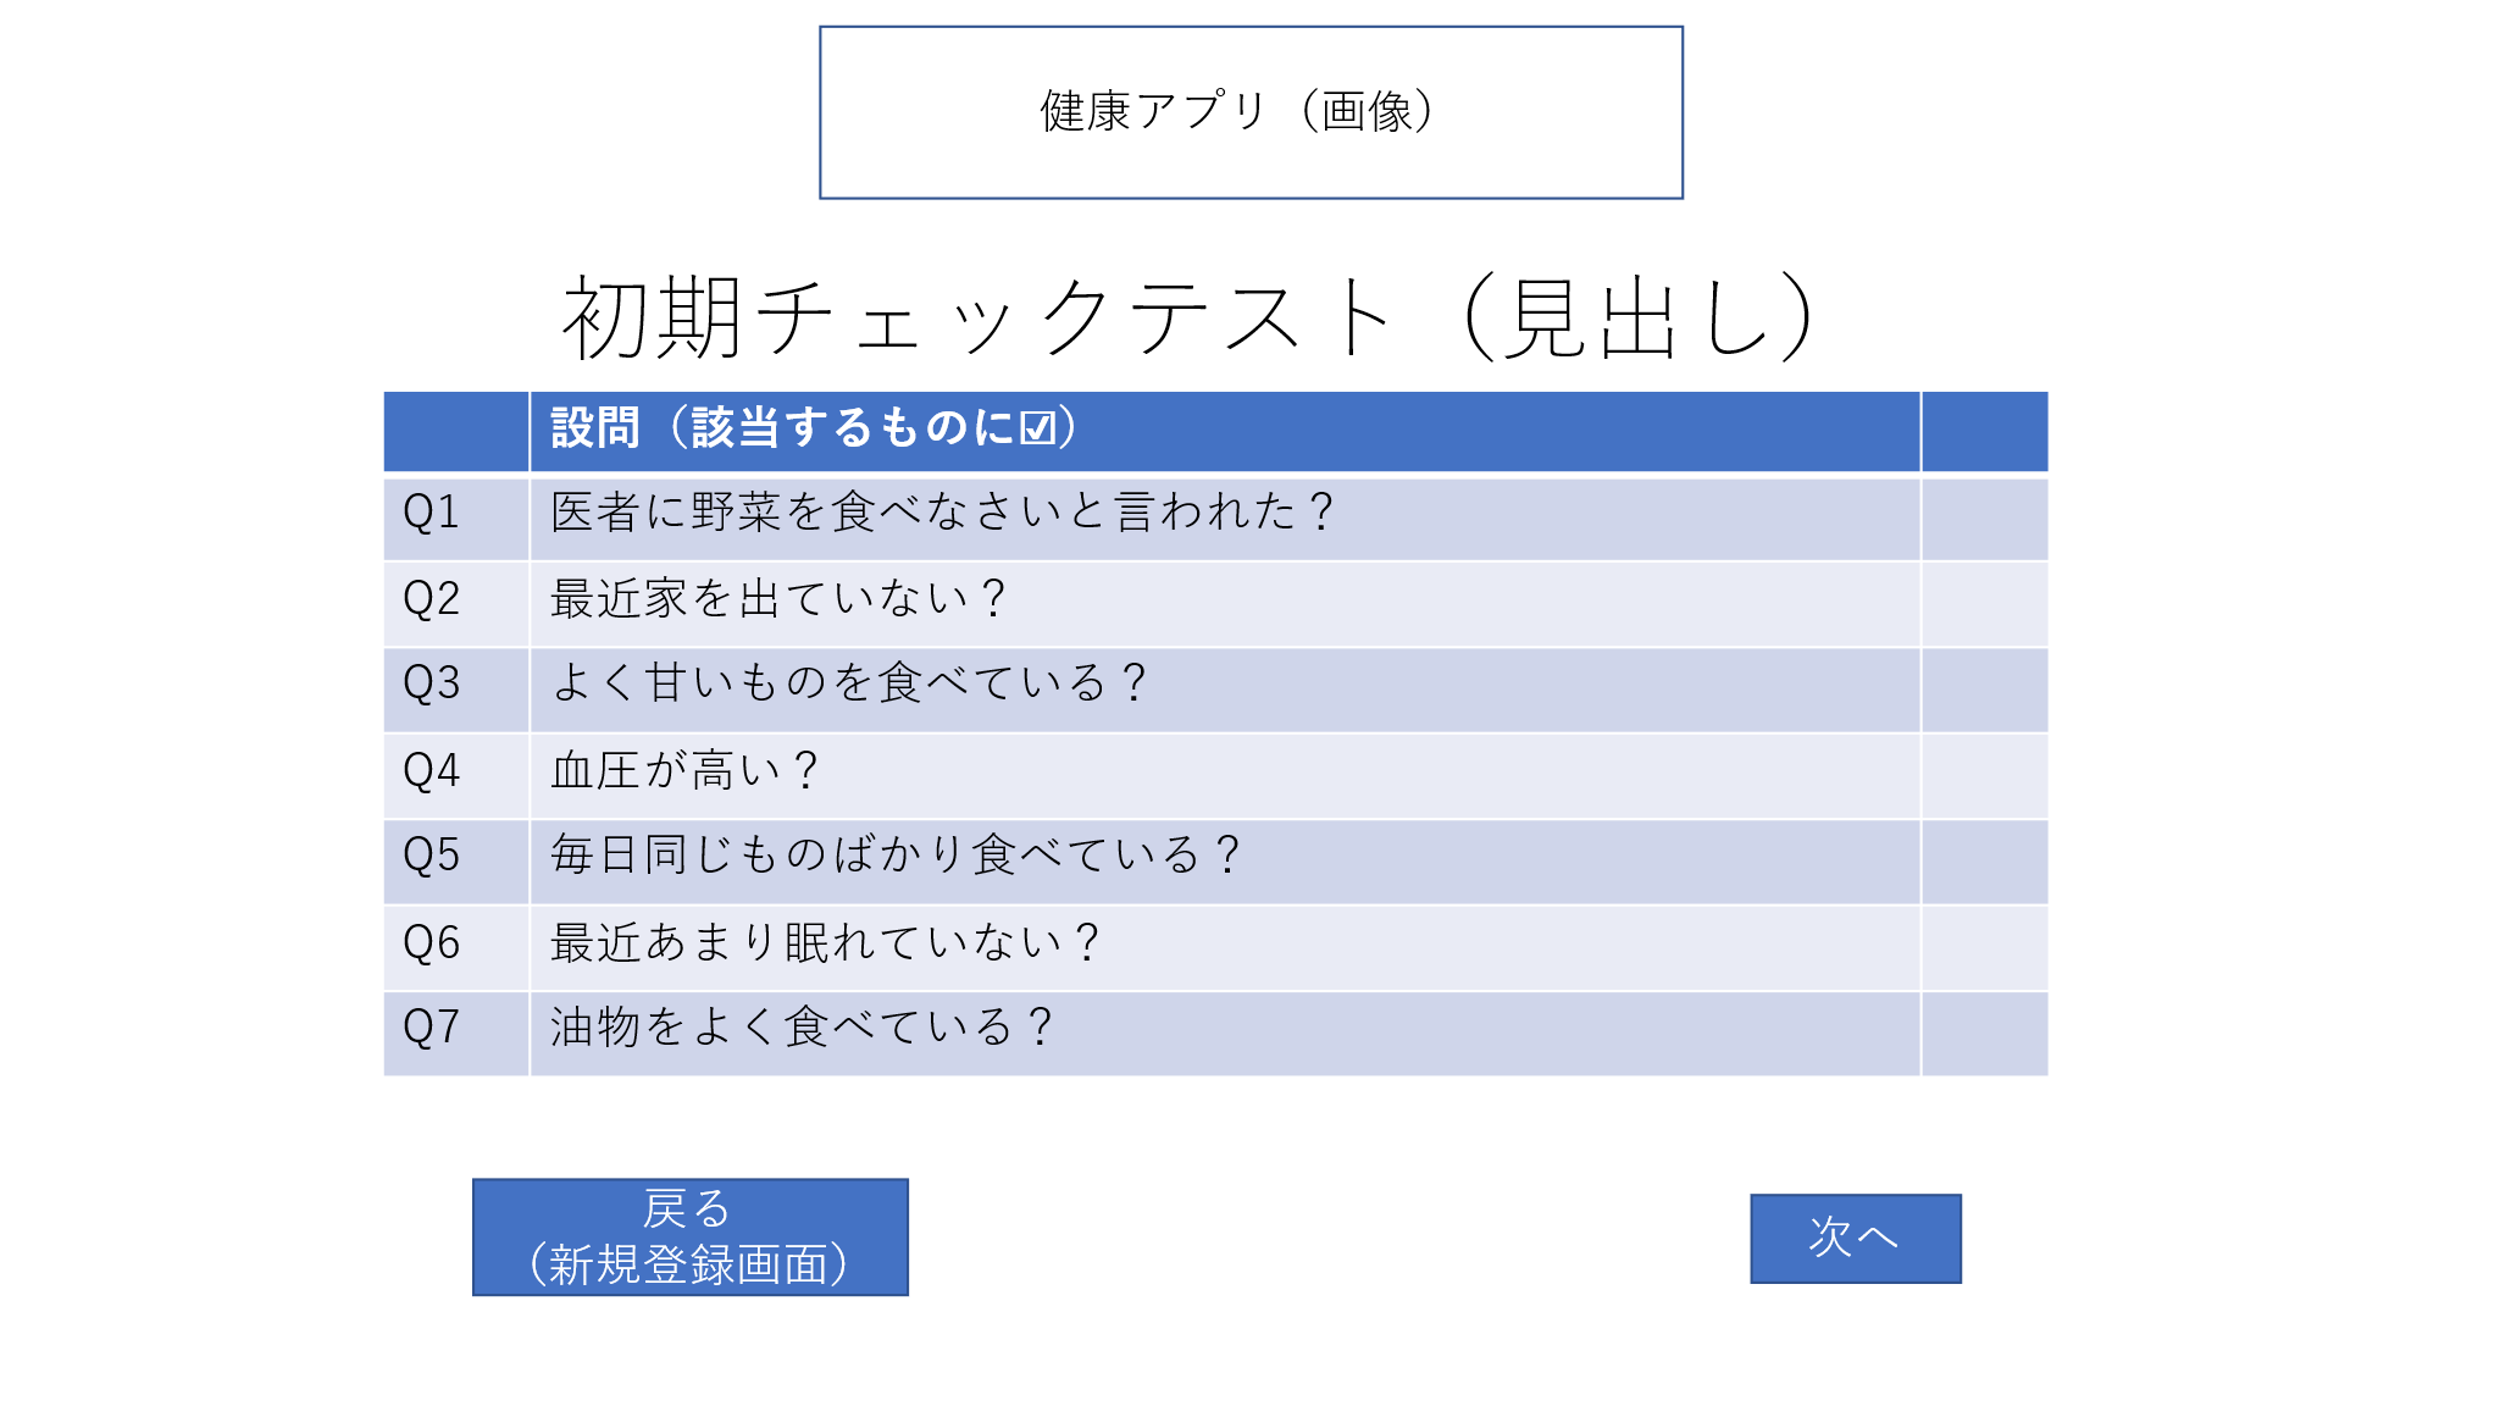 健康アプリ（画像）
初期チェックテスト（見出し）
設問（該当するものに☑）
Q1 医者に野菜を食べなさいと言われた？
Q2 最近家を出ていない？
Q3 よく甘いものを食べている？
Q4 血圧が高い？
Q5 毎日同じものばかり食べている？
Q6 最近あまり眠れていない？
Q7 油物をよく食べている？
戻る
（新規登録画面）
次へ